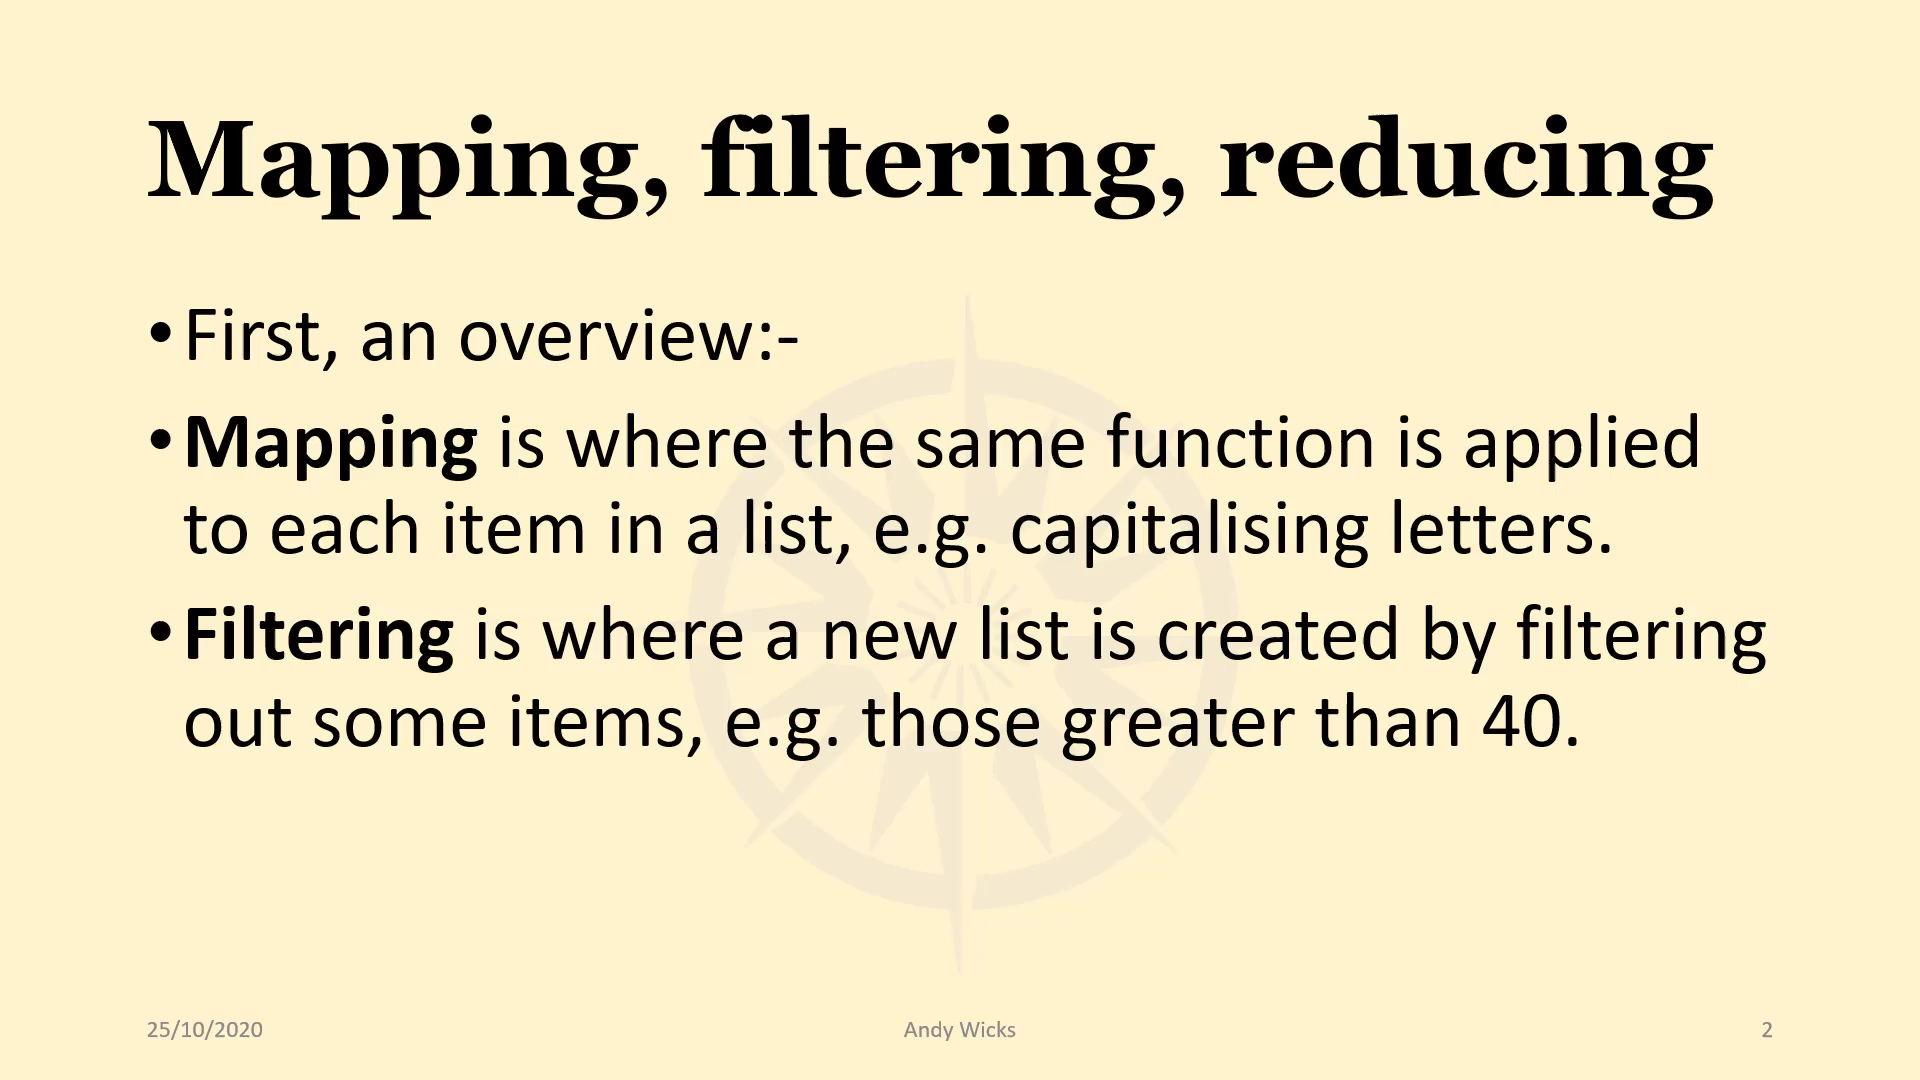 Mapping, filtering, reducing
•First, an overview:-
•Mapping is where the same function is applied
to each item in a list, e.g. capitalising letters.
•Filtering is where a new list is created by filtering
out some items, e.g. those greater than 40.
25/10/2020 Andy Wicks 2